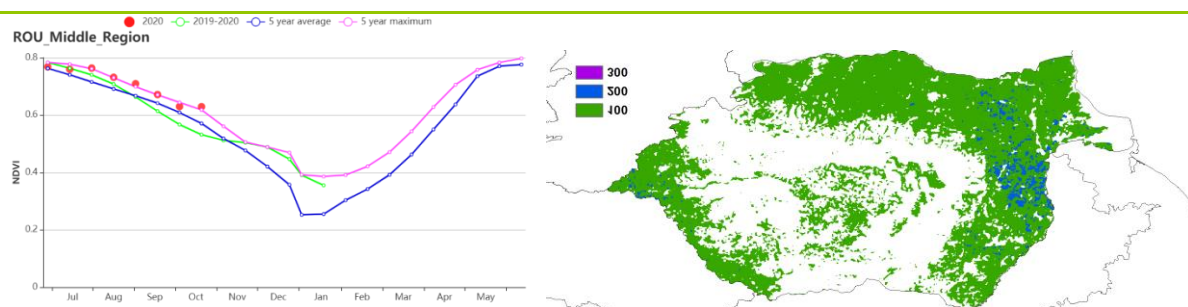 2020 2019-2020 5 year average 5 year maximum
ROU_Middle_Region
0.8
0.6
0.4
0.2
0
NDVI
Jul Aug Sep Oct Nov Dec Jan Feb Mar Apr May
300
200
100